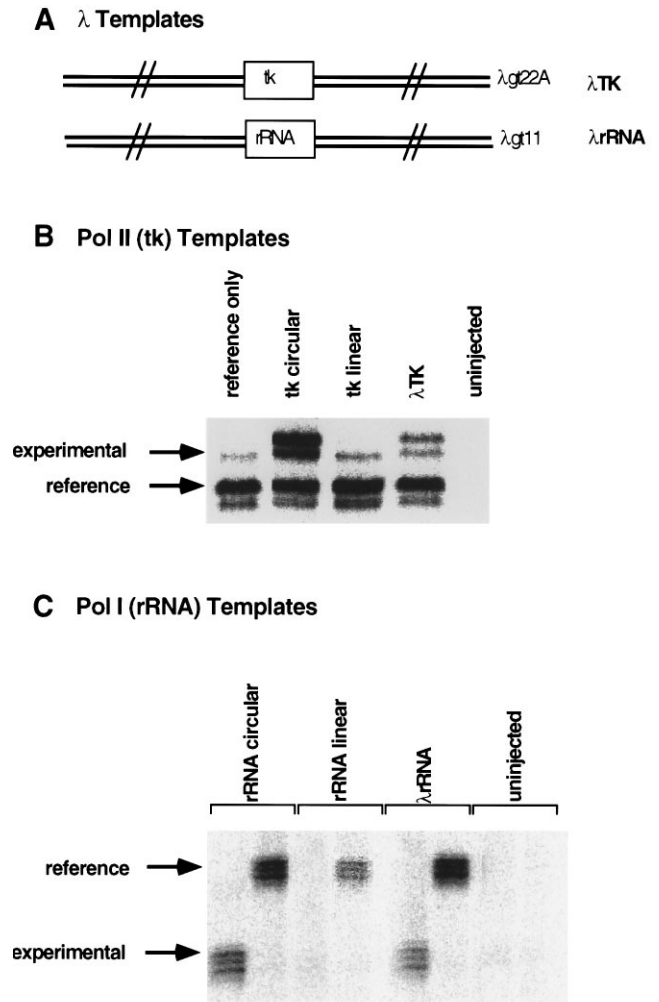 A λ Templates
tk λgt22A λTK
rRNA λgt11 λrRNA
B Pol II (tk) Templates
reference only
tk circular
tk linear
λTK
uninjected
experimental
reference
C Pol I (rRNA) Templates
rRNA circular
rRNA linear
λrRNA
uninjected
reference
experimental